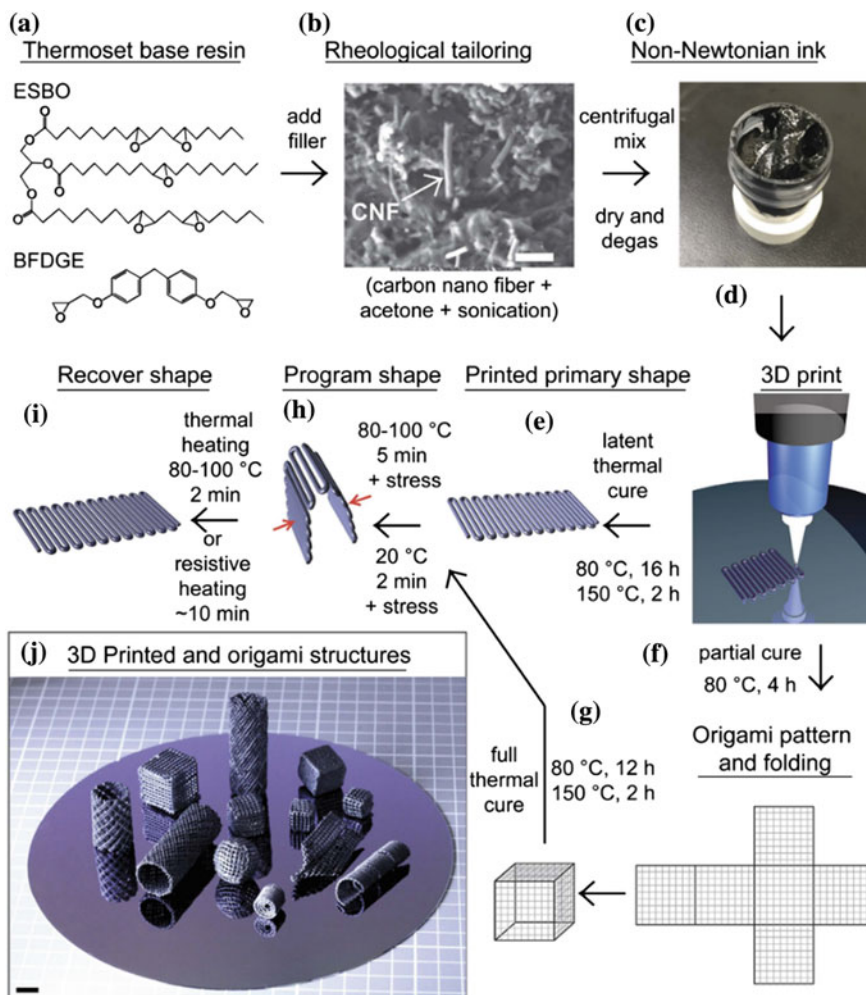 (a)
Thermoset base resin
ESBO
BFDGE
add
filler
(b)
Rheological tailoring
CNF
(carbon nano fiber +
acetone + sonication)
centrifugal
mix
dry and
degas
(c)
Non-Newtonian ink
(d)
3D print
Printed primary shape
(e)
latent
thermal
cure
80 °C, 16 h
150 °C, 2 h
Program shape
(h)
80-100 °C
5 min
+ stress
20 °C
2 min
+ stress
Recover shape
(i)
thermal
heating
80-100 °C
2 min
or
resistive
heating
~10 min
(f)
partial cure
80 °C, 4 h
Origami pattern
and folding
(g)
full
thermal
cure
80 °C, 12 h
150 °C, 2 h
(j)
3D Printed and origami structures